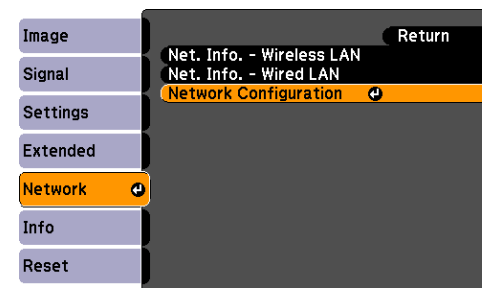 Image
Signal
Settings
Extended
Network
Info
Reset
Return
Net. Info. - Wireless LAN
Net. Info. - Wired LAN
Network Configuration